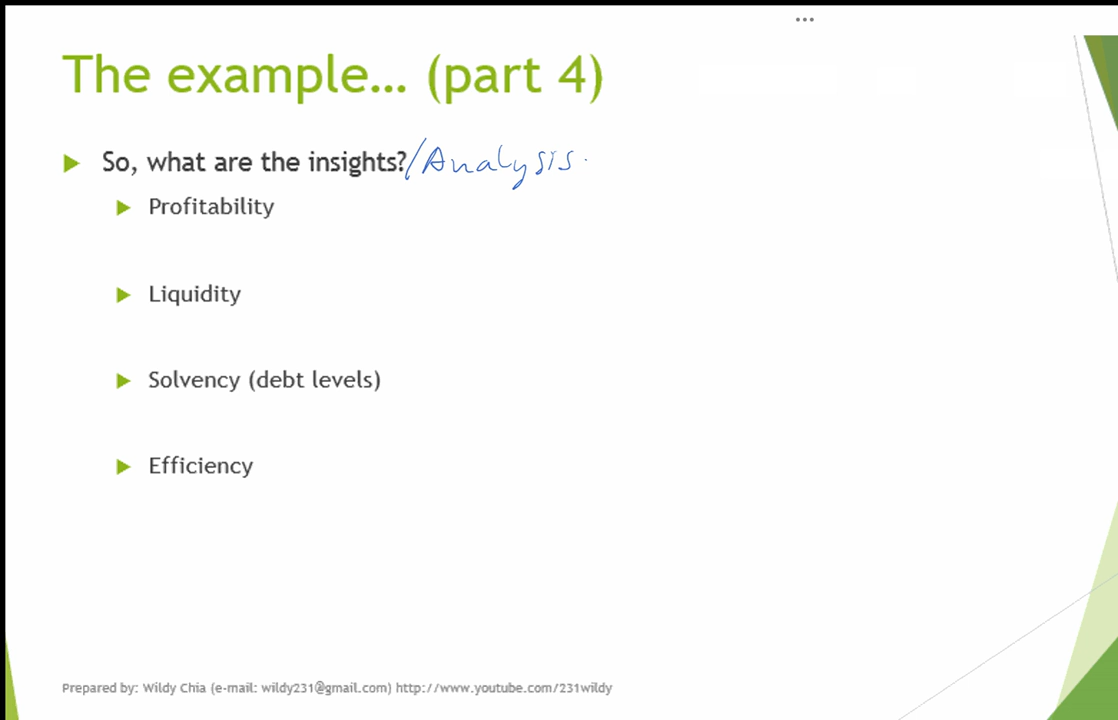 The example... (part 4)
So, what are the insights?/Analysis.
Profitability
Liquidity
Solvency (debt levels)
Efficiency
Prepared by: Wildy Chia (e-mail: wildy231@gmail.com) http://www.youtube.com/231wildy